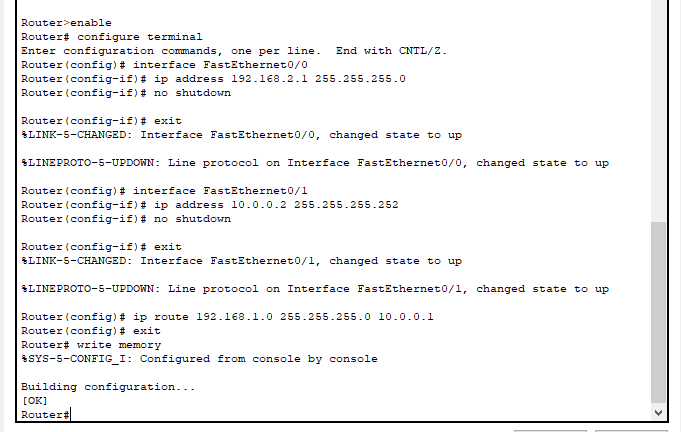 Router>enable
Router# configure terminal
Enter configuration commands, one per line.  End with CNTL/Z.
Router(config)# interface FastEthernet0/0
Router(config-if)# ip address 192.168.2.1 255.255.255.0
Router(config-if)# no shutdown
Router(config-if)# exit
%LINK-5-CHANGED: Interface FastEthernet0/0, changed state to up
%LINEPROTO-5-UPDOWN: Line protocol on Interface FastEthernet0/0, changed state to up
Router(config)# interface FastEthernet0/1
Router(config-if)# ip address 10.0.0.2 255.255.255.252
Router(config-if)# no shutdown
Router(config-if)# exit
%LINK-5-CHANGED: Interface FastEthernet0/1, changed state to up
%LINEPROTO-5-UPDOWN: Line protocol on Interface FastEthernet0/1, changed state to up
Router(config)# ip route 192.168.1.0 255.255.255.0 10.0.0.1
Router(config)# exit
Router# write memory
%SYS-5-CONFIG_I: Configured from console by console
Building configuration...
[OK]
Router#